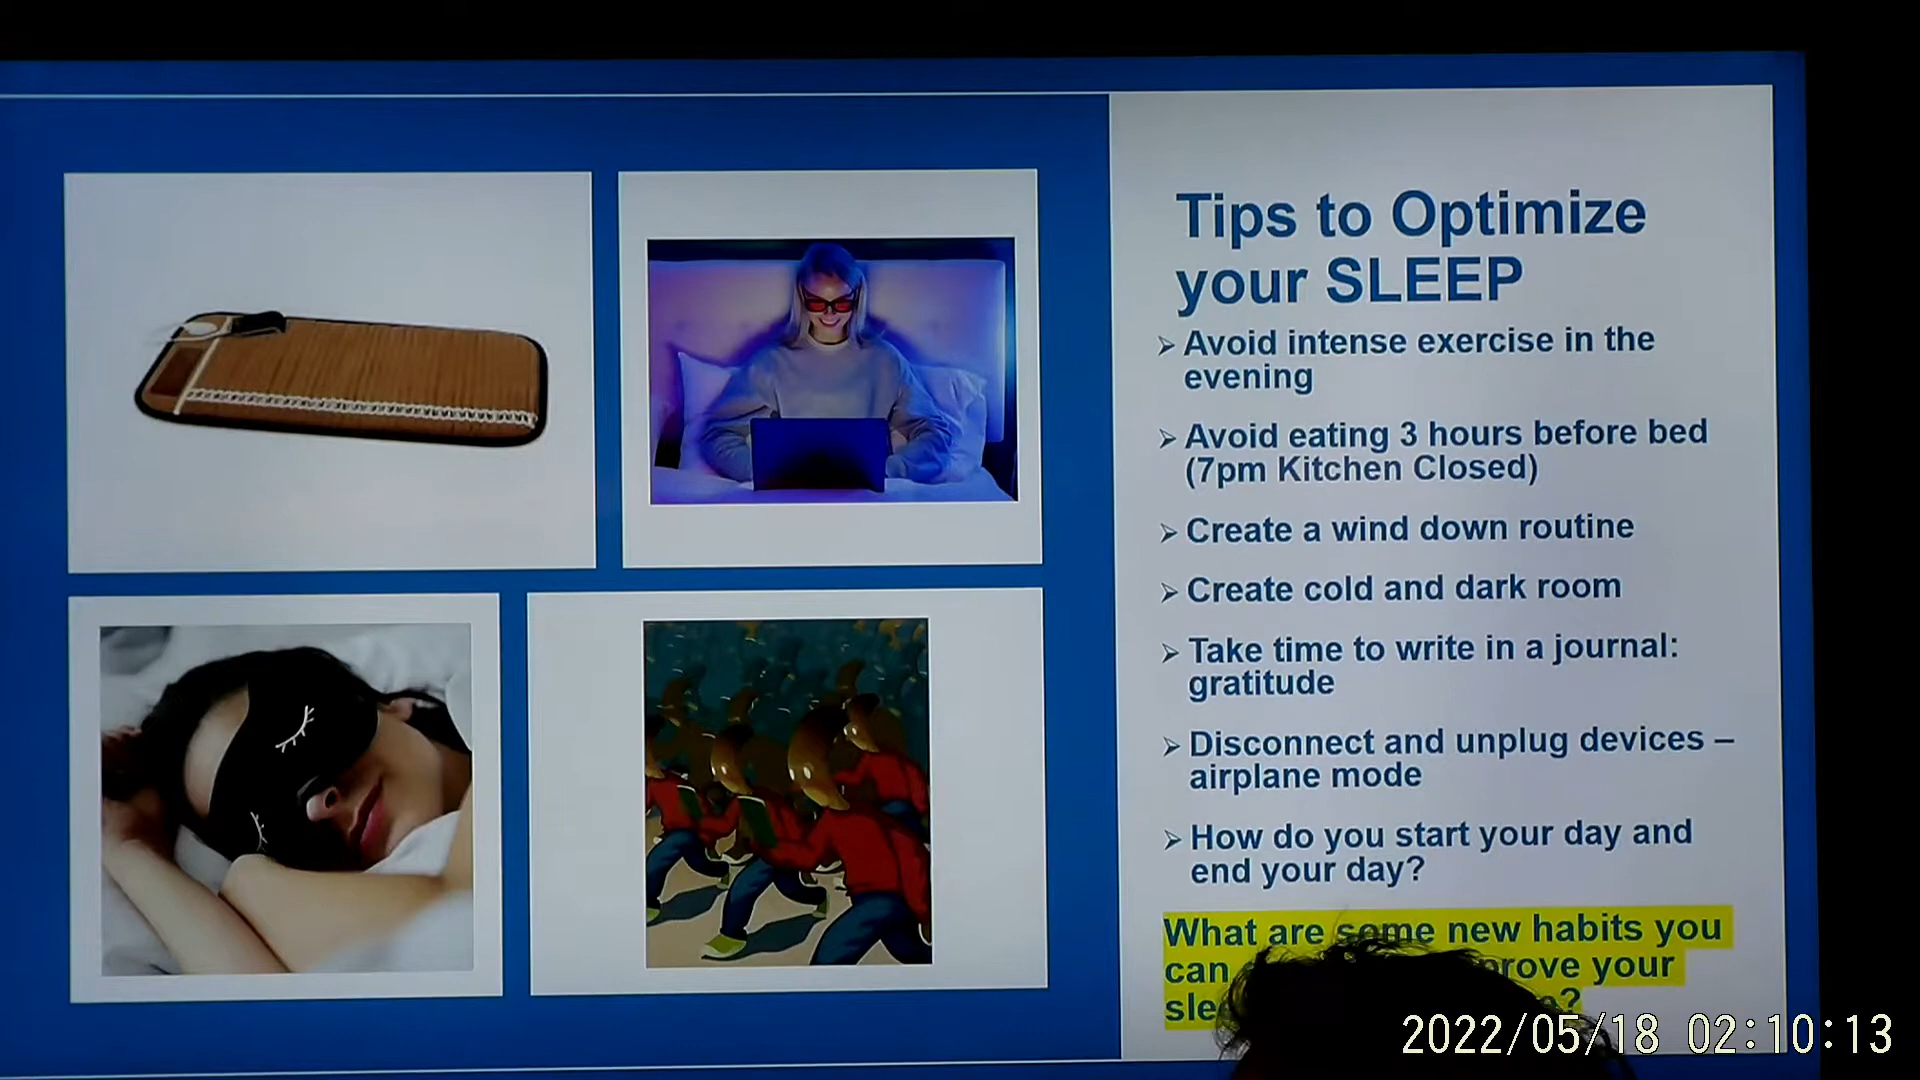 Tips to Optimize
your SLEEP
➢ Avoid intense exercise in the
evening
➢ Avoid eating 3 hours before bed
(7pm Kitchen Closed)
➢ Create a wind down routine
➢ Create cold and dark room
➢ Take time to write in a journal:
gratitude
➢ Disconnect and unplug devices –
airplane mode
➢ How do you start your day and
end your day?
What are some new habits you
can your
2022/05/18 02:10:13